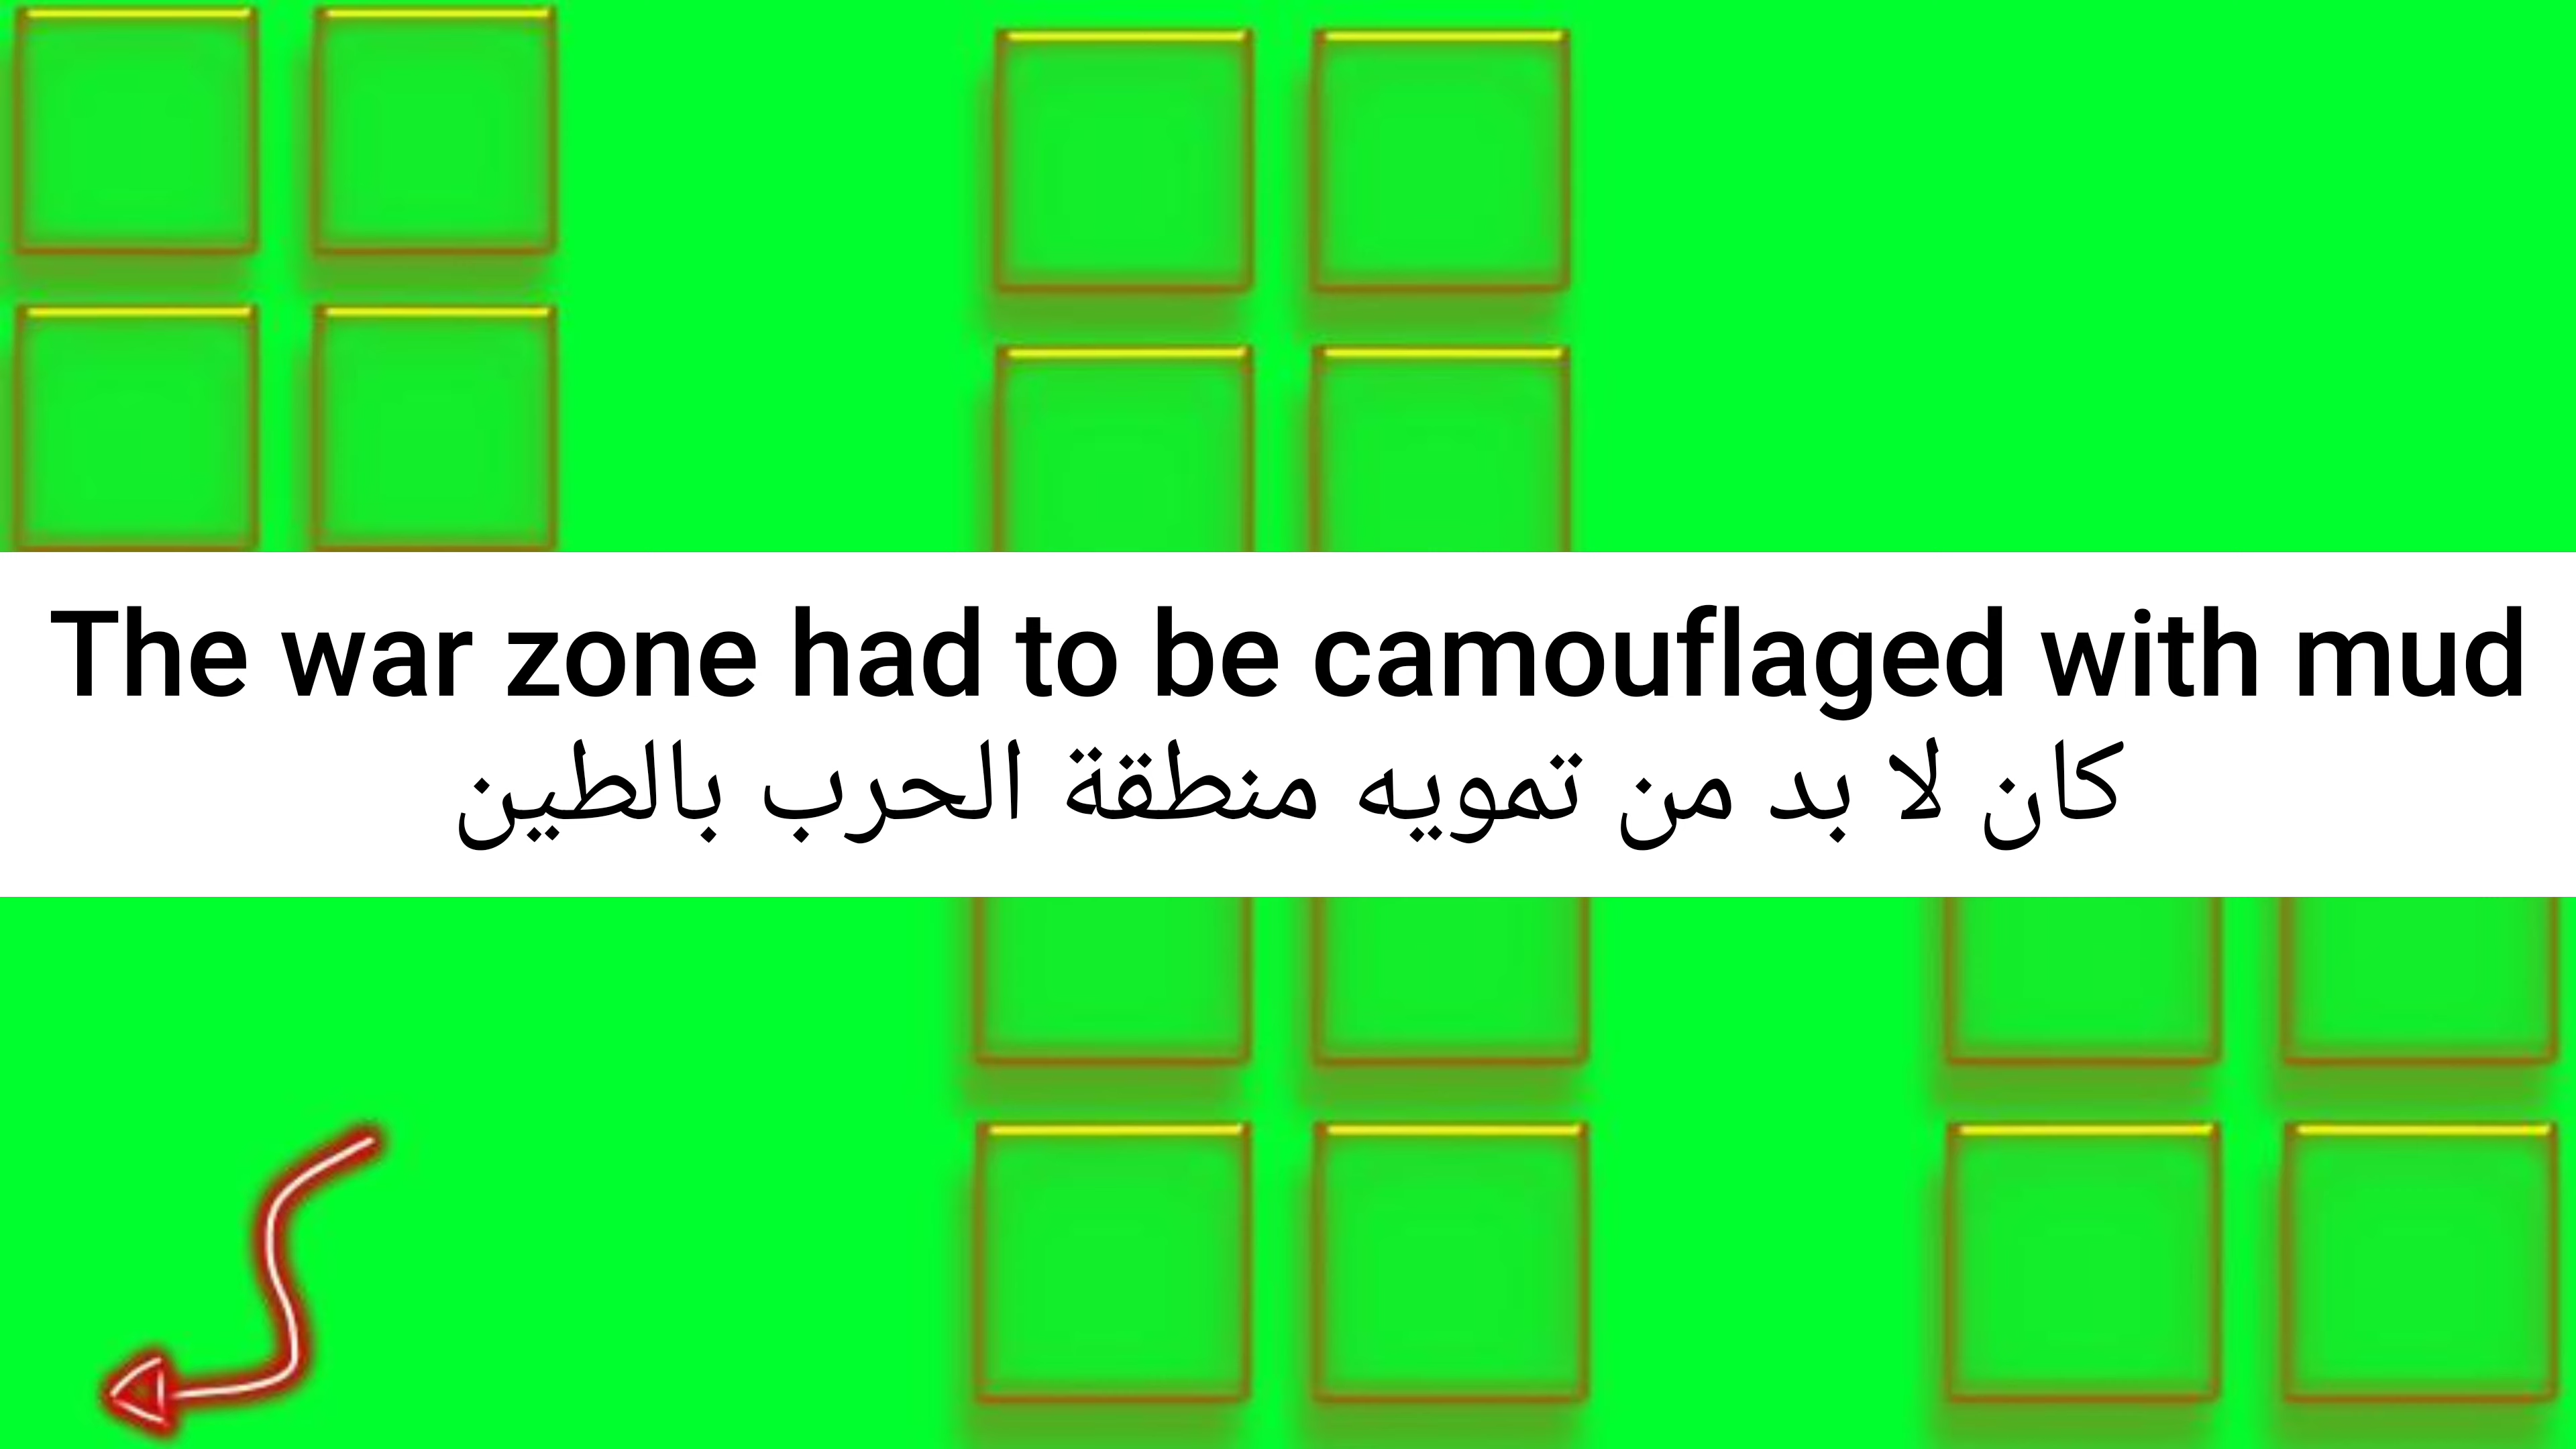 The war zone had to be camouflaged with mud
كان لا بد من تمويه منطقة الحرب بالطين